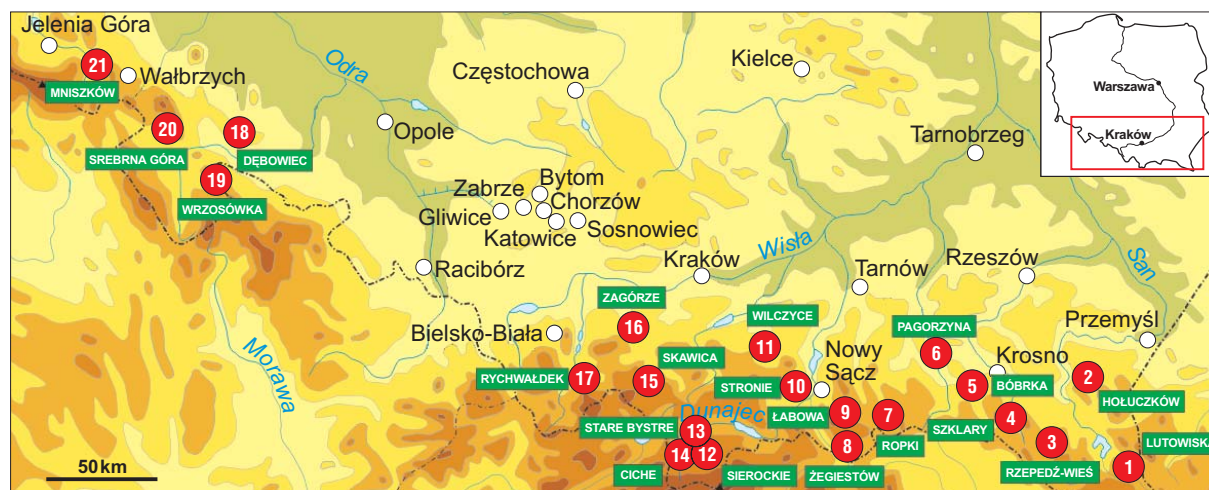 Jelenia Góra
21
MNISZKÓW
Wałbrzych
Odra
Częstochowa
Kielce
Warszawa
Kraków
20
SREBRNA GÓRA
18
DĘBOWIEC
Opole
Tarnobrzeg
19
WRZOSÓWKA
Zabrze
Bytom
Chorzów
Gliwice
Katowice
Sosnowiec
Wisła
San
Racibórz
Kraków
Tarnów
Rzeszów
Morawa
Bielsko-Biała
ZAGÓRZE
16
WILCZYCE
11
PAGORZYNA
6
Przemyśl
RYCHWAŁDEK
17
SKAWICA
15
STRONIE
10
Nowy
Sącz
Krosno
5
BÓBRKA
2
HOŁUCZKÓW
Dunajec
STARE BYSTRE
13
ŁABOWA
9
7
ROPKI
SZKLARY
4
3
RZEPEDŹ-WIEŚ
LUTOWISKA
1
14
12
CICHE
SIEROCKIE
8
ŻEGIESTÓW
50 km